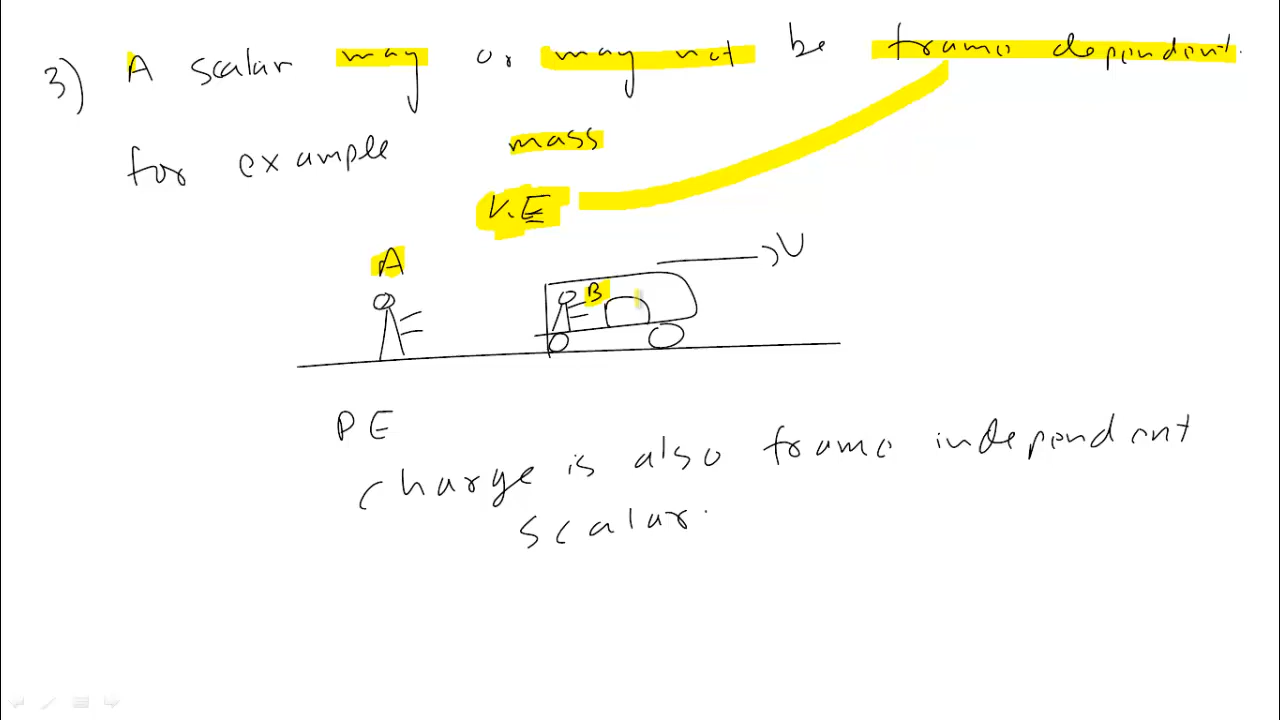 3) A scalar may or may not be frame dependent.
for example mass
K.E
A
B
V
PE
charge is also frame independent
scalar.